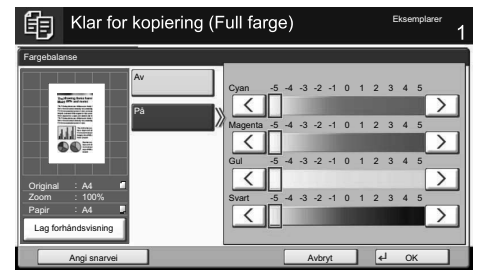 Klar for kopiering (Full farge)
Eksemplarer
1
Fargebalanse
Av
På
Cyan -5 -4 -3 -2 -1 0 1 2 3 4 5
Magenta -5 -4 -3 -2 -1 0 1 2 3 4 5
Gul -5 -4 -3 -2 -1 0 1 2 3 4 5
Svart -5 -4 -3 -2 -1 0 1 2 3 4 5
Original : A4
Zoom : 100%
Papir : A4
Lag forhåndsvisning
Angi snarvei
Avbryt
OK